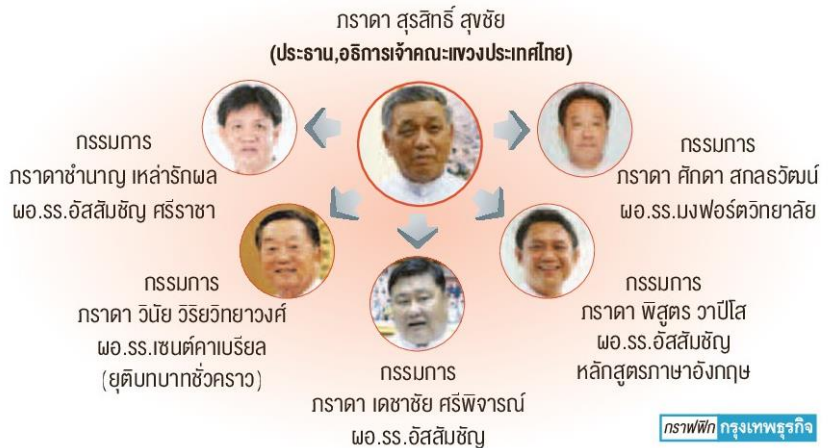 ภราดา สุรสิทธิ์ สุขชัย
(ประธาน,อธิการเจ้าคณะแขวงประเทศไทย)
กรรมการ
ภราดาชำนาญ เหล่ารักผล
ผอ.รร.อัสสัมชัญ ศรีราชา
กรรมการ
ภราดา ศักดา สกลธวัฒน์
ผอ.รร.มงฟอร์ตวิทยาลัย
กรรมการ
ภราดา วินัย วิริยวิทยาวงศ์
ผอ.รร.เซนต์คาเบรียล
(ยุติบทบาทชั่วคราว)
กรรมการ
ภราดา เดชาชัย ศรีพิจารณ์
ผอ.รร.อัสสัมชัญ
กรรมการ
ภราดา พิสูตร วาปีโส
ผอ.รร.อัสสัมชัญ
หลักสูตรภาษาอังกฤษ
กราฟฟิก กรุงเทพธุรกิจ